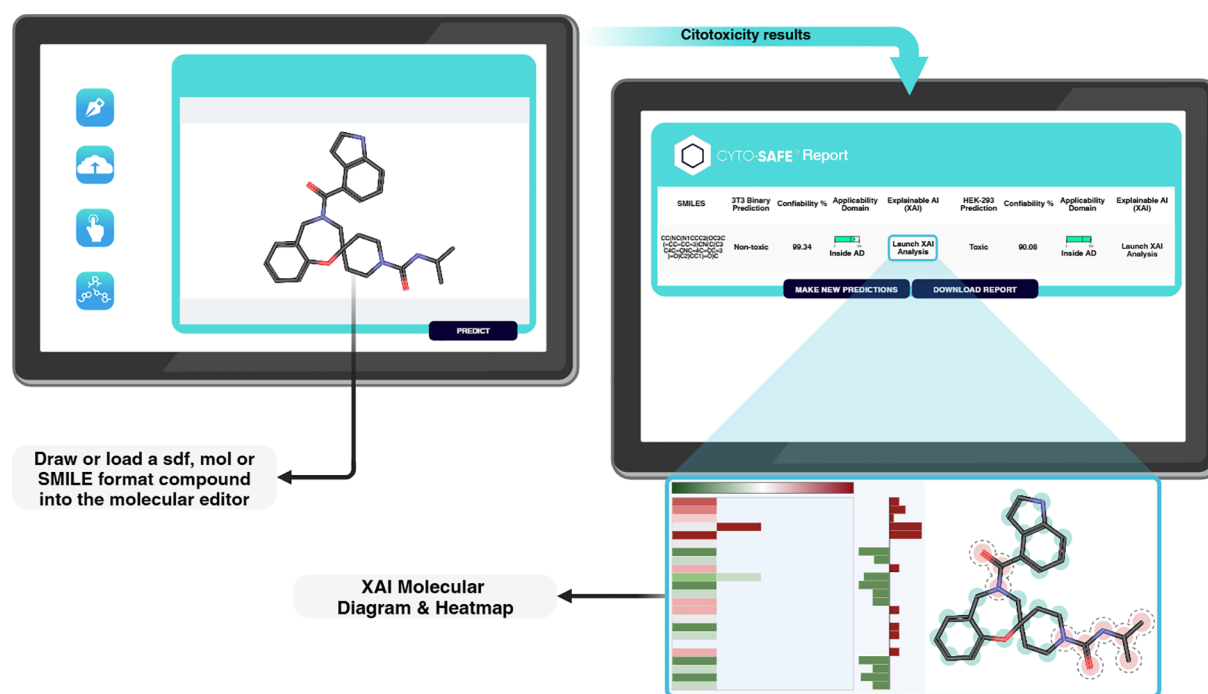 Citotoxicity results
PREDICT
CYTO-SAFE Report
SMILES
3T3 Binary
Prediction
Confiability %
Applicability
Domain
Explainable AI
(XAI)
HEK-293
Prediction
Confiability %
Applicability
Domain
Explainable AI
(XAI)
Non-toxic
99.34
Inside AD
Launch XAI
Analysis
Toxic
90.08
Inside AD
Launch XAI
Analysis
MAKE NEW PREDICTIONS
DOWNLOAD REPORT
Draw or load a sdf, mol or
SMILE format compound
into the molecular editor
XAI Molecular
Diagram & Heatmap